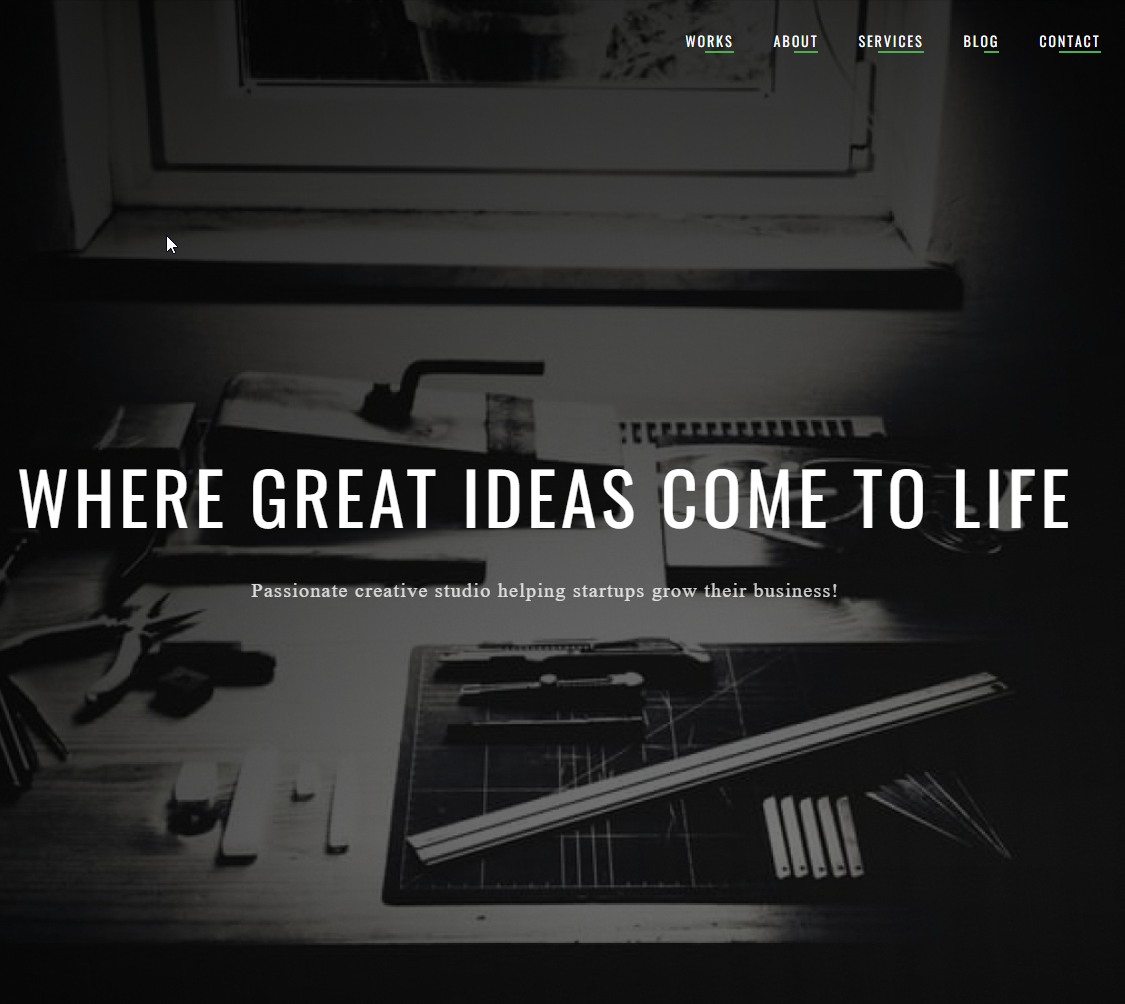 WORKS ABOUT SERVICES BLOG CONTACT
WHERE GREAT IDEAS COME TO LIFE
Passionate creative studio helping startups grow their business!